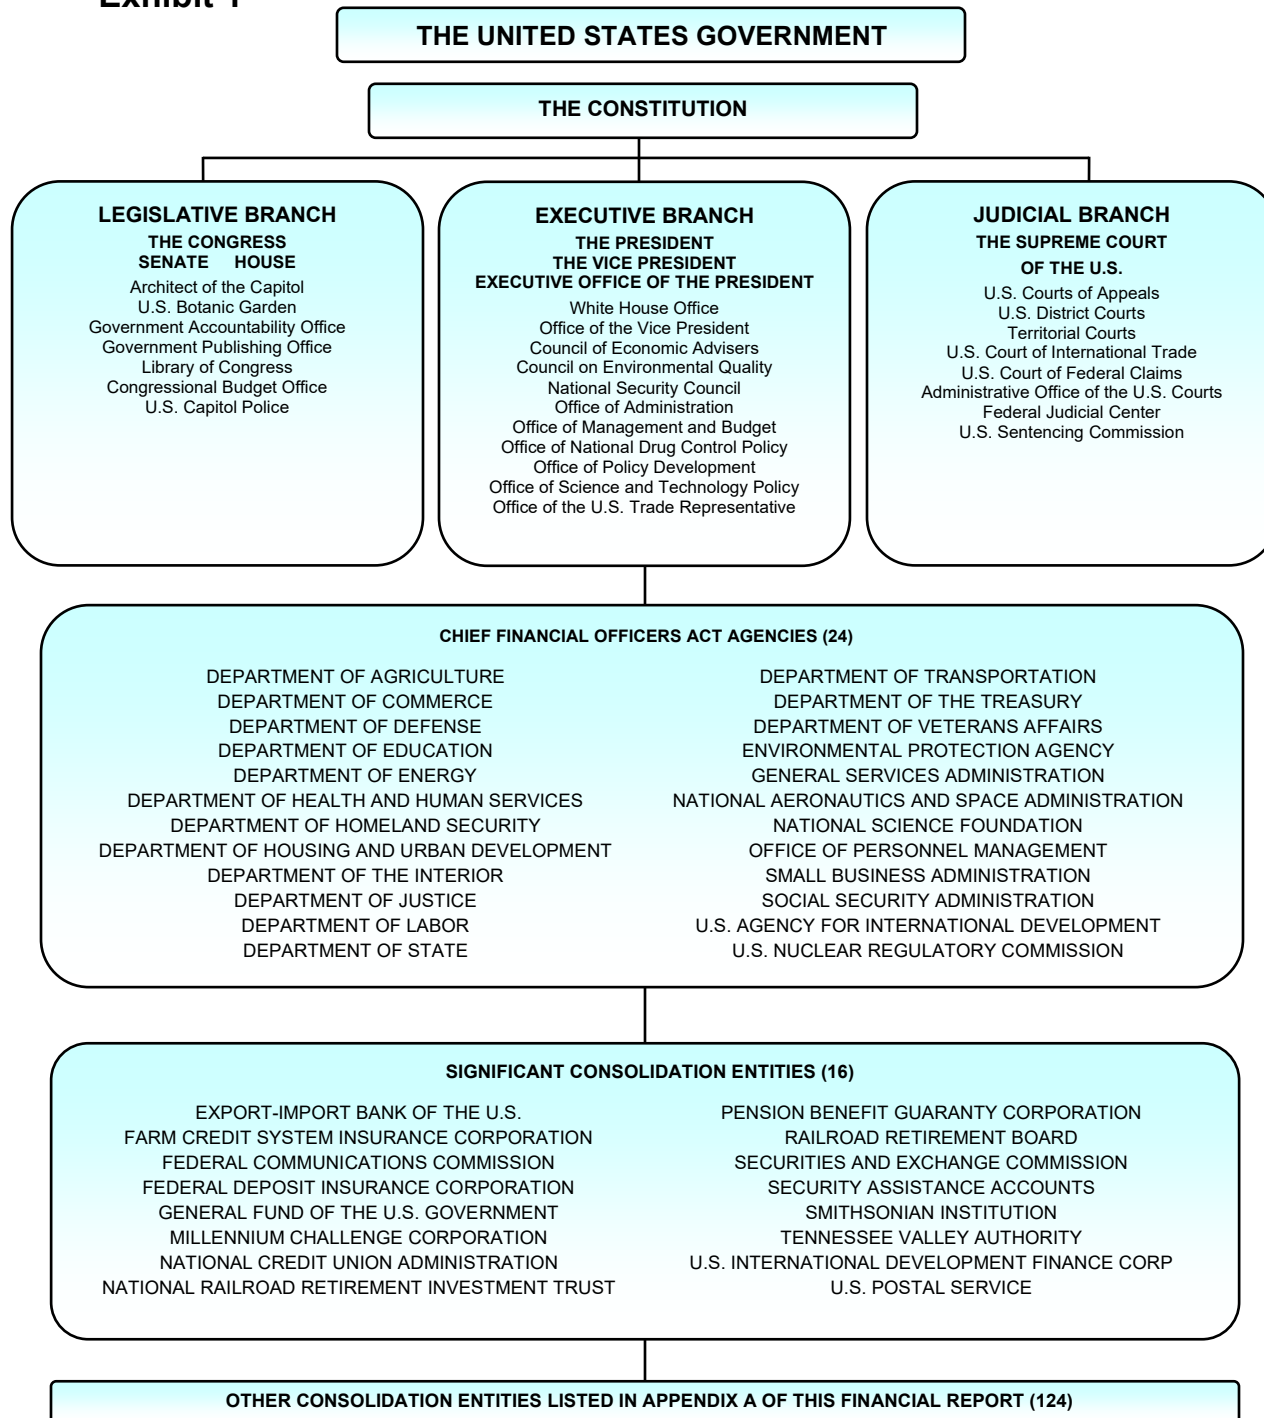 Exhibit 1
THE UNITED STATES GOVERNMENT
THE CONSTITUTION
LEGISLATIVE BRANCH
THE CONGRESS
SENATE HOUSE
Architect of the Capitol
U.S. Botanic Garden
Government Accountability Office
Government Publishing Office
Library of Congress
Congressional Budget Office
U.S. Capitol Police
EXECUTIVE BRANCH
THE PRESIDENT
THE VICE PRESIDENT
EXECUTIVE OFFICE OF THE PRESIDENT
White House Office
Office of the Vice President
Council of Economic Advisers
Council on Environmental Quality
National Security Council
Office of Administration
Office of Management and Budget
Office of National Drug Control Policy
Office of Policy Development
Office of Science and Technology Policy
Office of the U.S. Trade Representative
JUDICIAL BRANCH
THE SUPREME COURT
OF THE U.S.
U.S. Courts of Appeals
U.S. District Courts
Territorial Courts
U.S. Court of International Trade
U.S. Court of Federal Claims
Administrative Office of the U.S. Courts
Federal Judicial Center
U.S. Sentencing Commission
CHIEF FINANCIAL OFFICERS ACT AGENCIES (24)
DEPARTMENT OF AGRICULTURE
DEPARTMENT OF COMMERCE
DEPARTMENT OF DEFENSE
DEPARTMENT OF EDUCATION
DEPARTMENT OF ENERGY
DEPARTMENT OF HEALTH AND HUMAN SERVICES
DEPARTMENT OF HOMELAND SECURITY
DEPARTMENT OF HOUSING AND URBAN DEVELOPMENT
DEPARTMENT OF THE INTERIOR
DEPARTMENT OF JUSTICE
DEPARTMENT OF LABOR
DEPARTMENT OF STATE
DEPARTMENT OF TRANSPORTATION
DEPARTMENT OF THE TREASURY
DEPARTMENT OF VETERANS AFFAIRS
ENVIRONMENTAL PROTECTION AGENCY
GENERAL SERVICES ADMINISTRATION
NATIONAL AERONAUTICS AND SPACE ADMINISTRATION
NATIONAL SCIENCE FOUNDATION
OFFICE OF PERSONNEL MANAGEMENT
SMALL BUSINESS ADMINISTRATION
SOCIAL SECURITY ADMINISTRATION
U.S. AGENCY FOR INTERNATIONAL DEVELOPMENT
U.S. NUCLEAR REGULATORY COMMISSION
SIGNIFICANT CONSOLIDATION ENTITIES (16)
EXPORT-IMPORT BANK OF THE U.S.
FARM CREDIT SYSTEM INSURANCE CORPORATION
FEDERAL COMMUNICATIONS COMMISSION
FEDERAL DEPOSIT INSURANCE CORPORATION
GENERAL FUND OF THE U.S. GOVERNMENT
MILLENNIUM CHALLENGE CORPORATION
NATIONAL CREDIT UNION ADMINISTRATION
NATIONAL RAILROAD RETIREMENT INVESTMENT TRUST
PENSION BENEFIT GUARANTY CORPORATION
RAILROAD RETIREMENT BOARD
SECURITIES AND EXCHANGE COMMISSION
SECURITY ASSISTANCE ACCOUNTS
SMITHSONIAN INSTITUTION
TENNESSEE VALLEY AUTHORITY
U.S. INTERNATIONAL DEVELOPMENT FINANCE CORP
U.S. POSTAL SERVICE
OTHER CONSOLIDATION ENTITIES LISTED IN APPENDIX A OF THIS FINANCIAL REPORT (124)